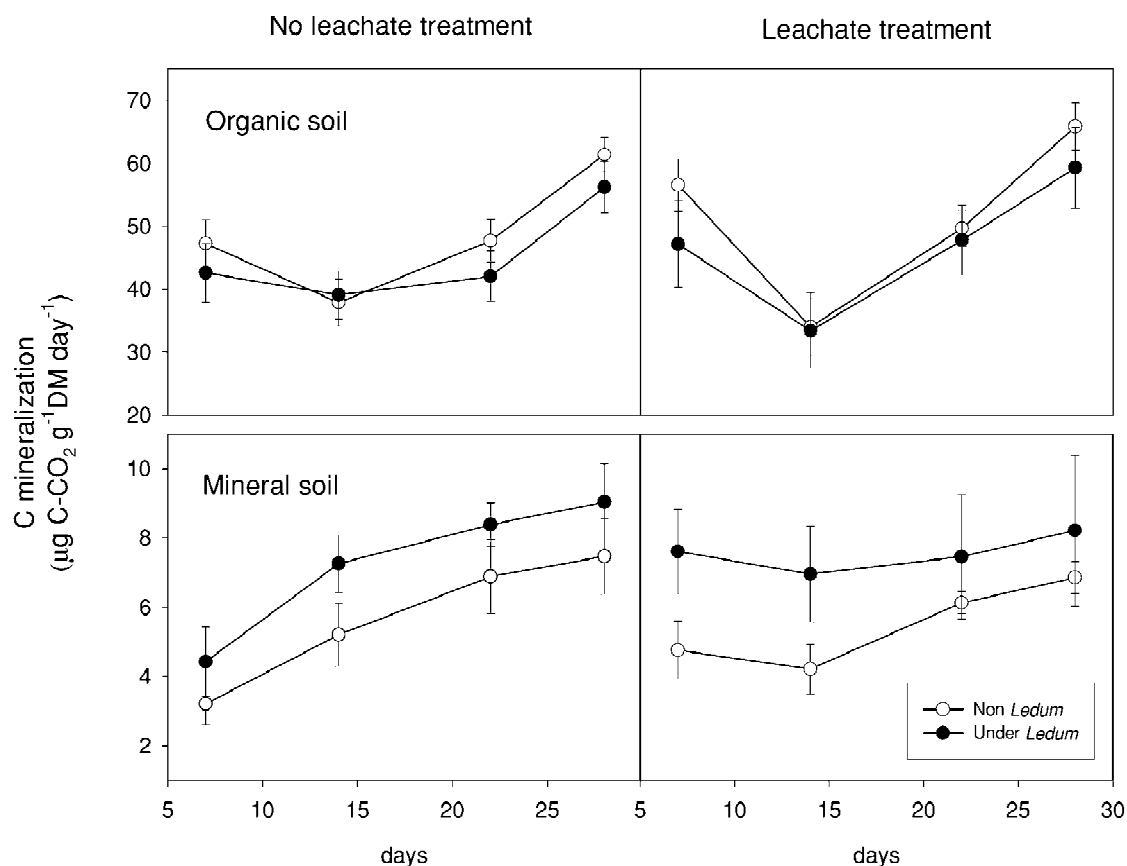 No leachate treatment
Leachate treatment
C mineralization
(µg C-CO₂ g⁻¹DM day⁻¹)
70
60
50
40
30
20
Organic soil
10
8
6
4
2
Mineral soil
Non Ledum
Under Ledum
5 10 15 20 25 5 10 15 20 25 30
days days